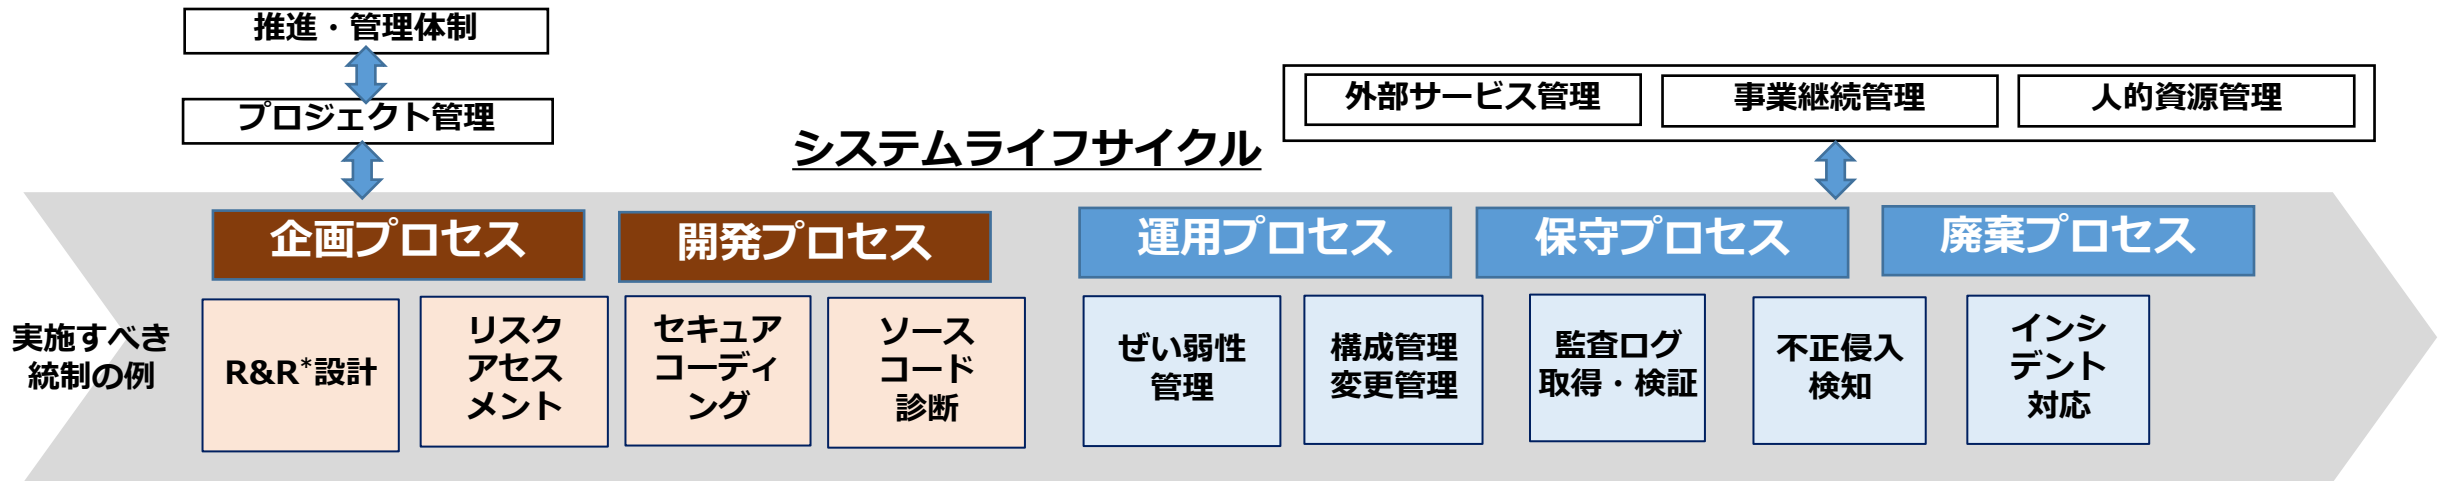 推進・管理体制
プロジェクト管理
外部サービス管理
事業継続管理
人的資源管理
システムライフサイクル
企画プロセス
開発プロセス
運用プロセス
保守プロセス
廃棄プロセス
実施すべき
統制の例
R&R*設計
リスク
アセス
メント
セキュア
コーディ
ング
ソース
コード
診断
ぜい弱性
管理
構成管理
変更管理
監査ログ
取得・検証
不正侵入
検知
インシ
デント
対応